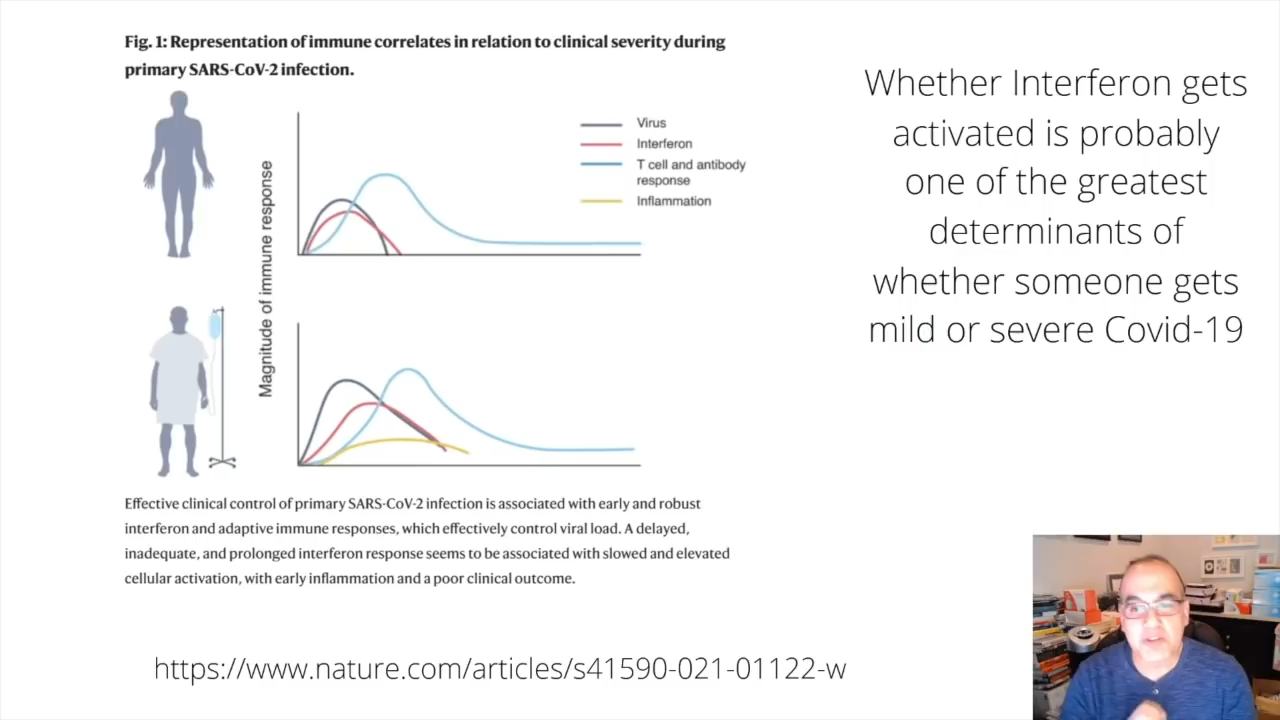 Fig. 1: Representation of immune correlates in relation to clinical severity during
primary SARS-CoV-2 infection.
Magnitude of immune response
Virus
Interferon
T cell and antibody
response
Inflammation
Effective clinical control of primary SARS-CoV-2 infection is associated with early and robust
interferon and adaptive immune responses, which effectively control viral load. A delayed,
inadequate, and prolonged interferon response seems to be associated with slowed and elevated
cellular activation, with early inflammation and a poor clinical outcome.
https://www.nature.com/articles/s41590-021-01122-w
Whether Interferon gets
activated is probably
one of the greatest
determinants of
whether someone gets
mild or severe Covid-19